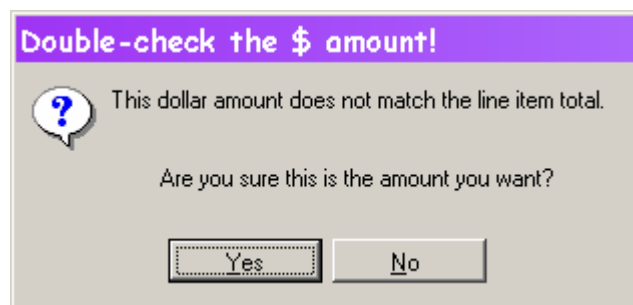 Double-check the $ amount!
This dollar amount does not match the line item total.
Are you sure this is the amount you want?
Yes No